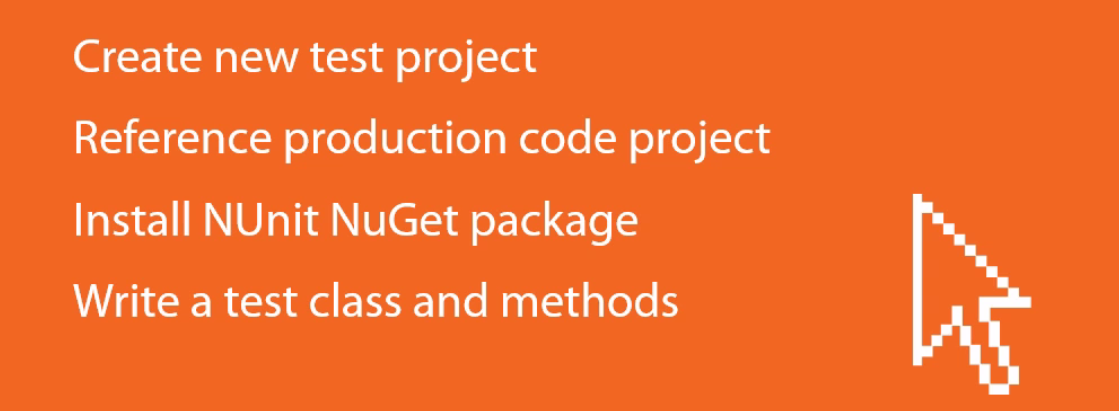 Create new test project
Reference production code project
Install NUnit NuGet package
Write a test class and methods